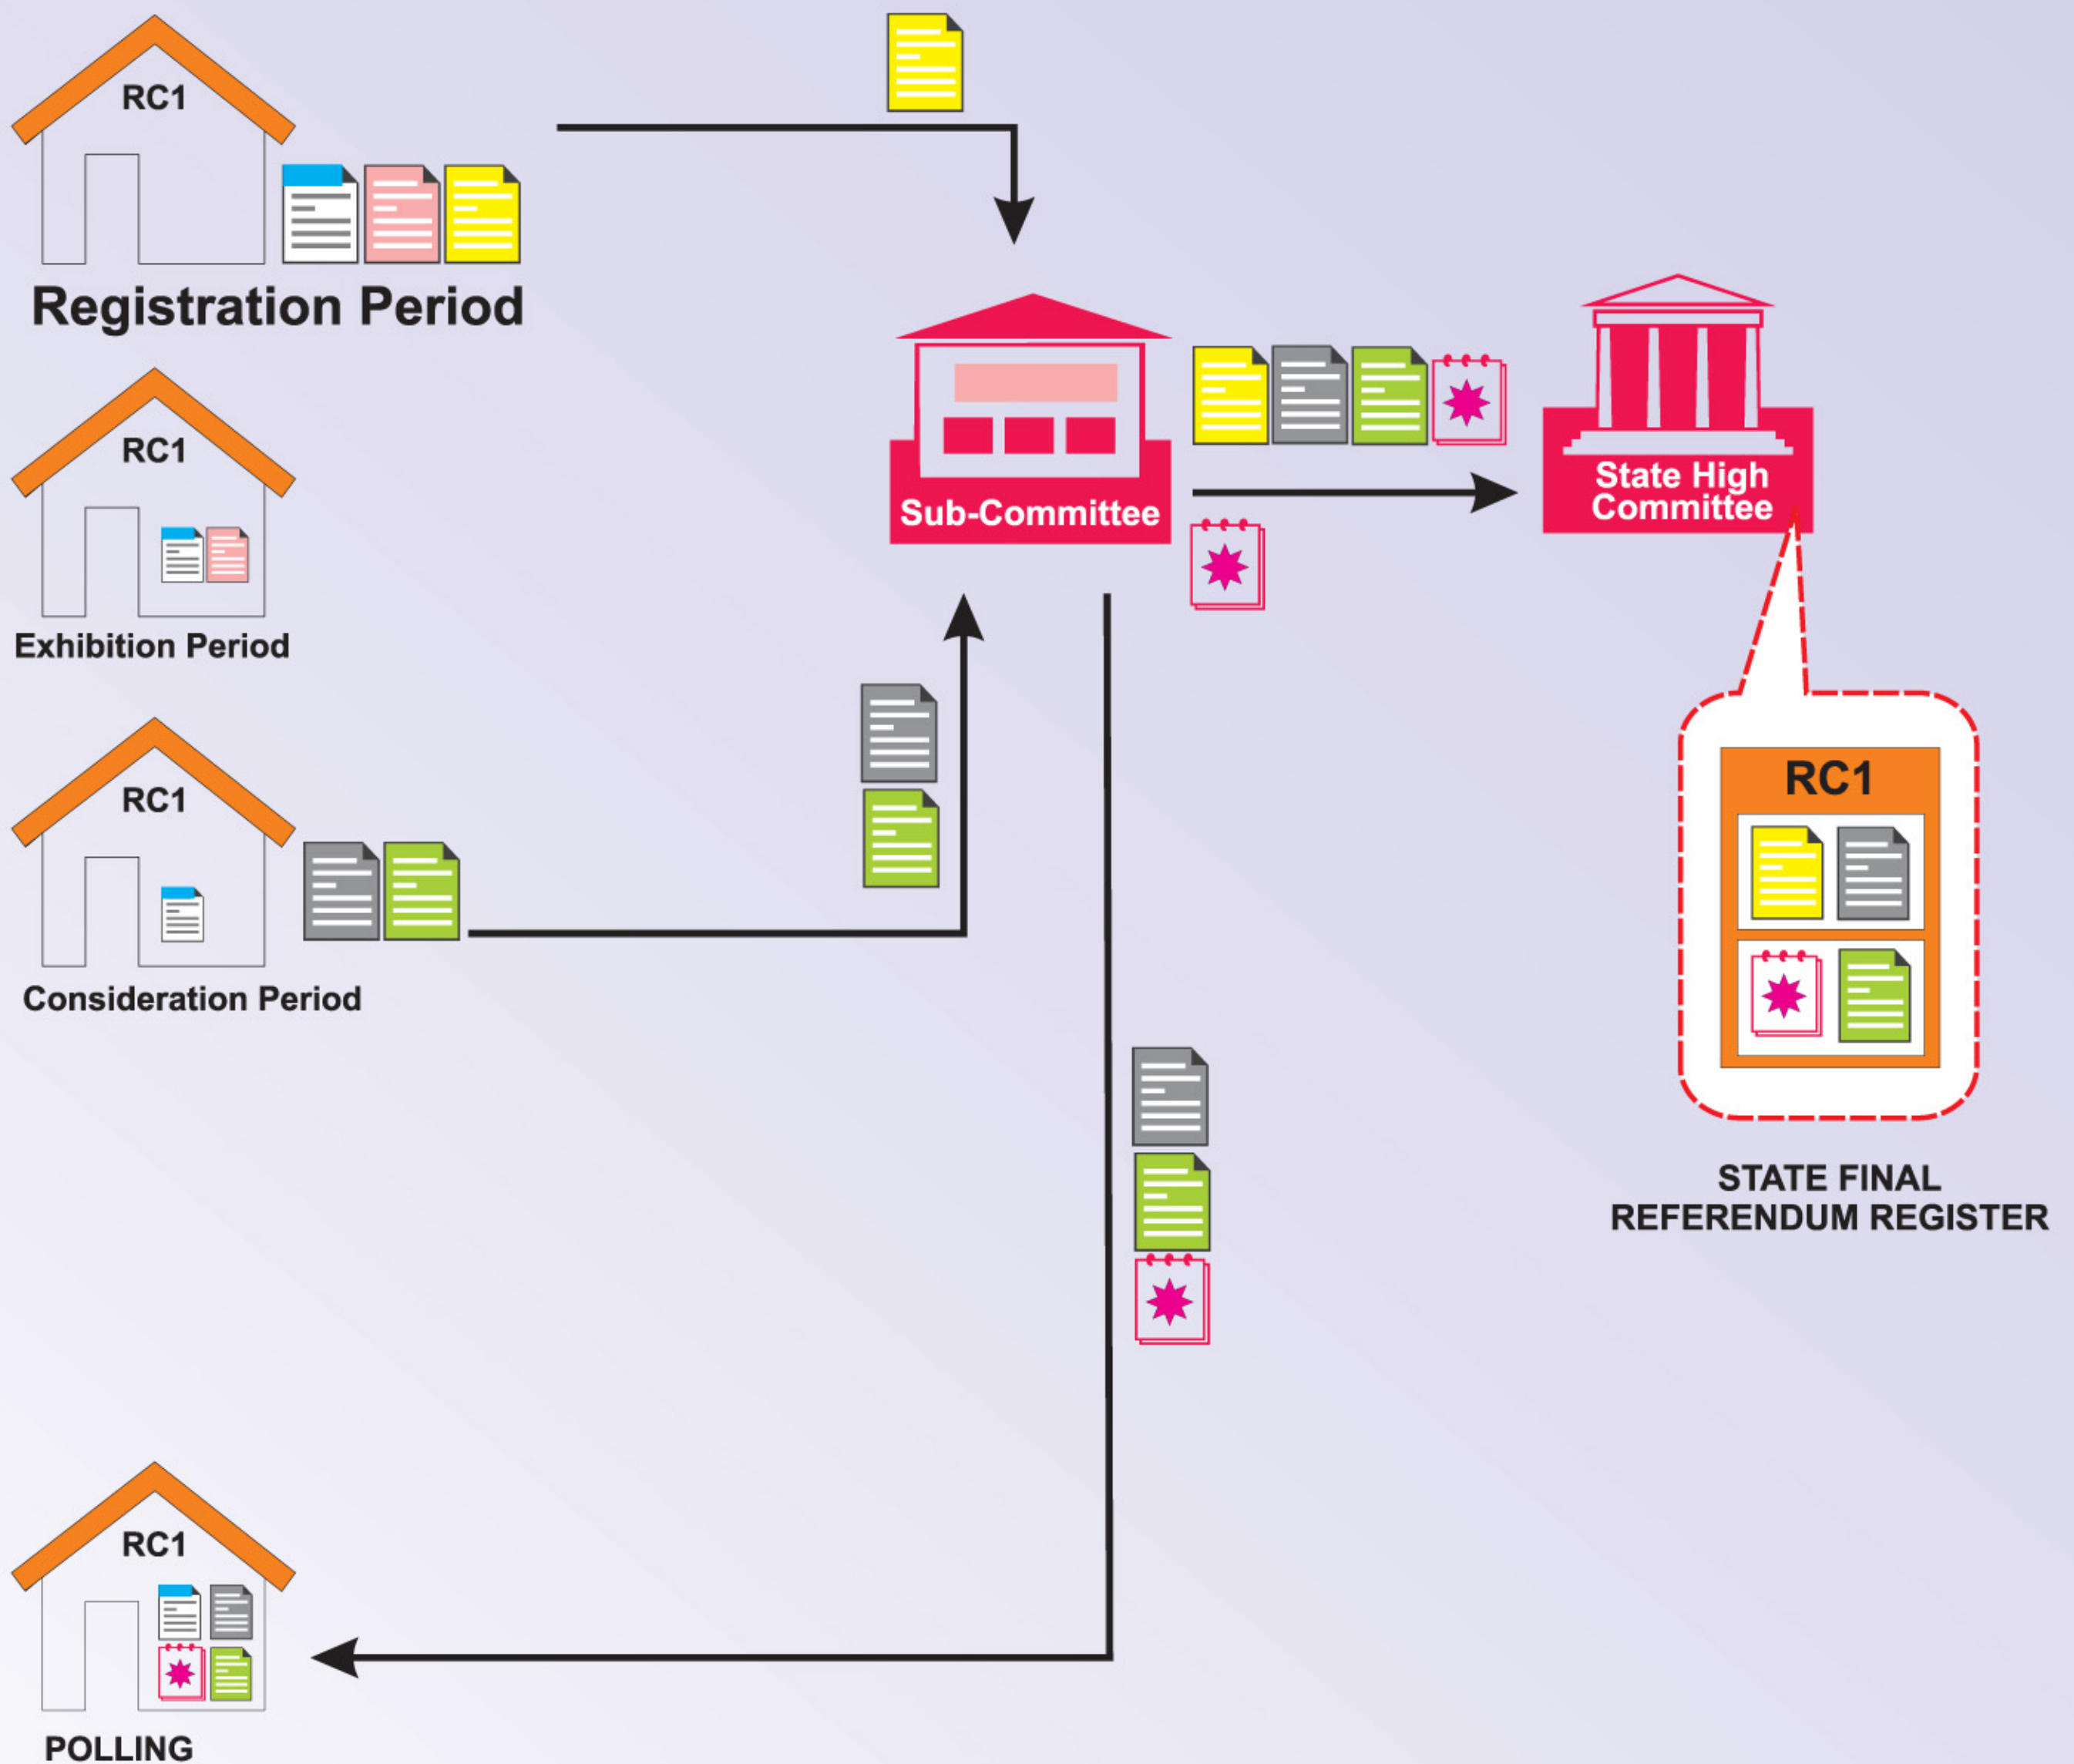 RC1
Registration Period
RC1
Exhibition Period
Sub-Committee
State High
Committee
RC1
Consideration Period
RC1
STATE FINAL
REFERENDUM REGISTER
RC1
POLLING